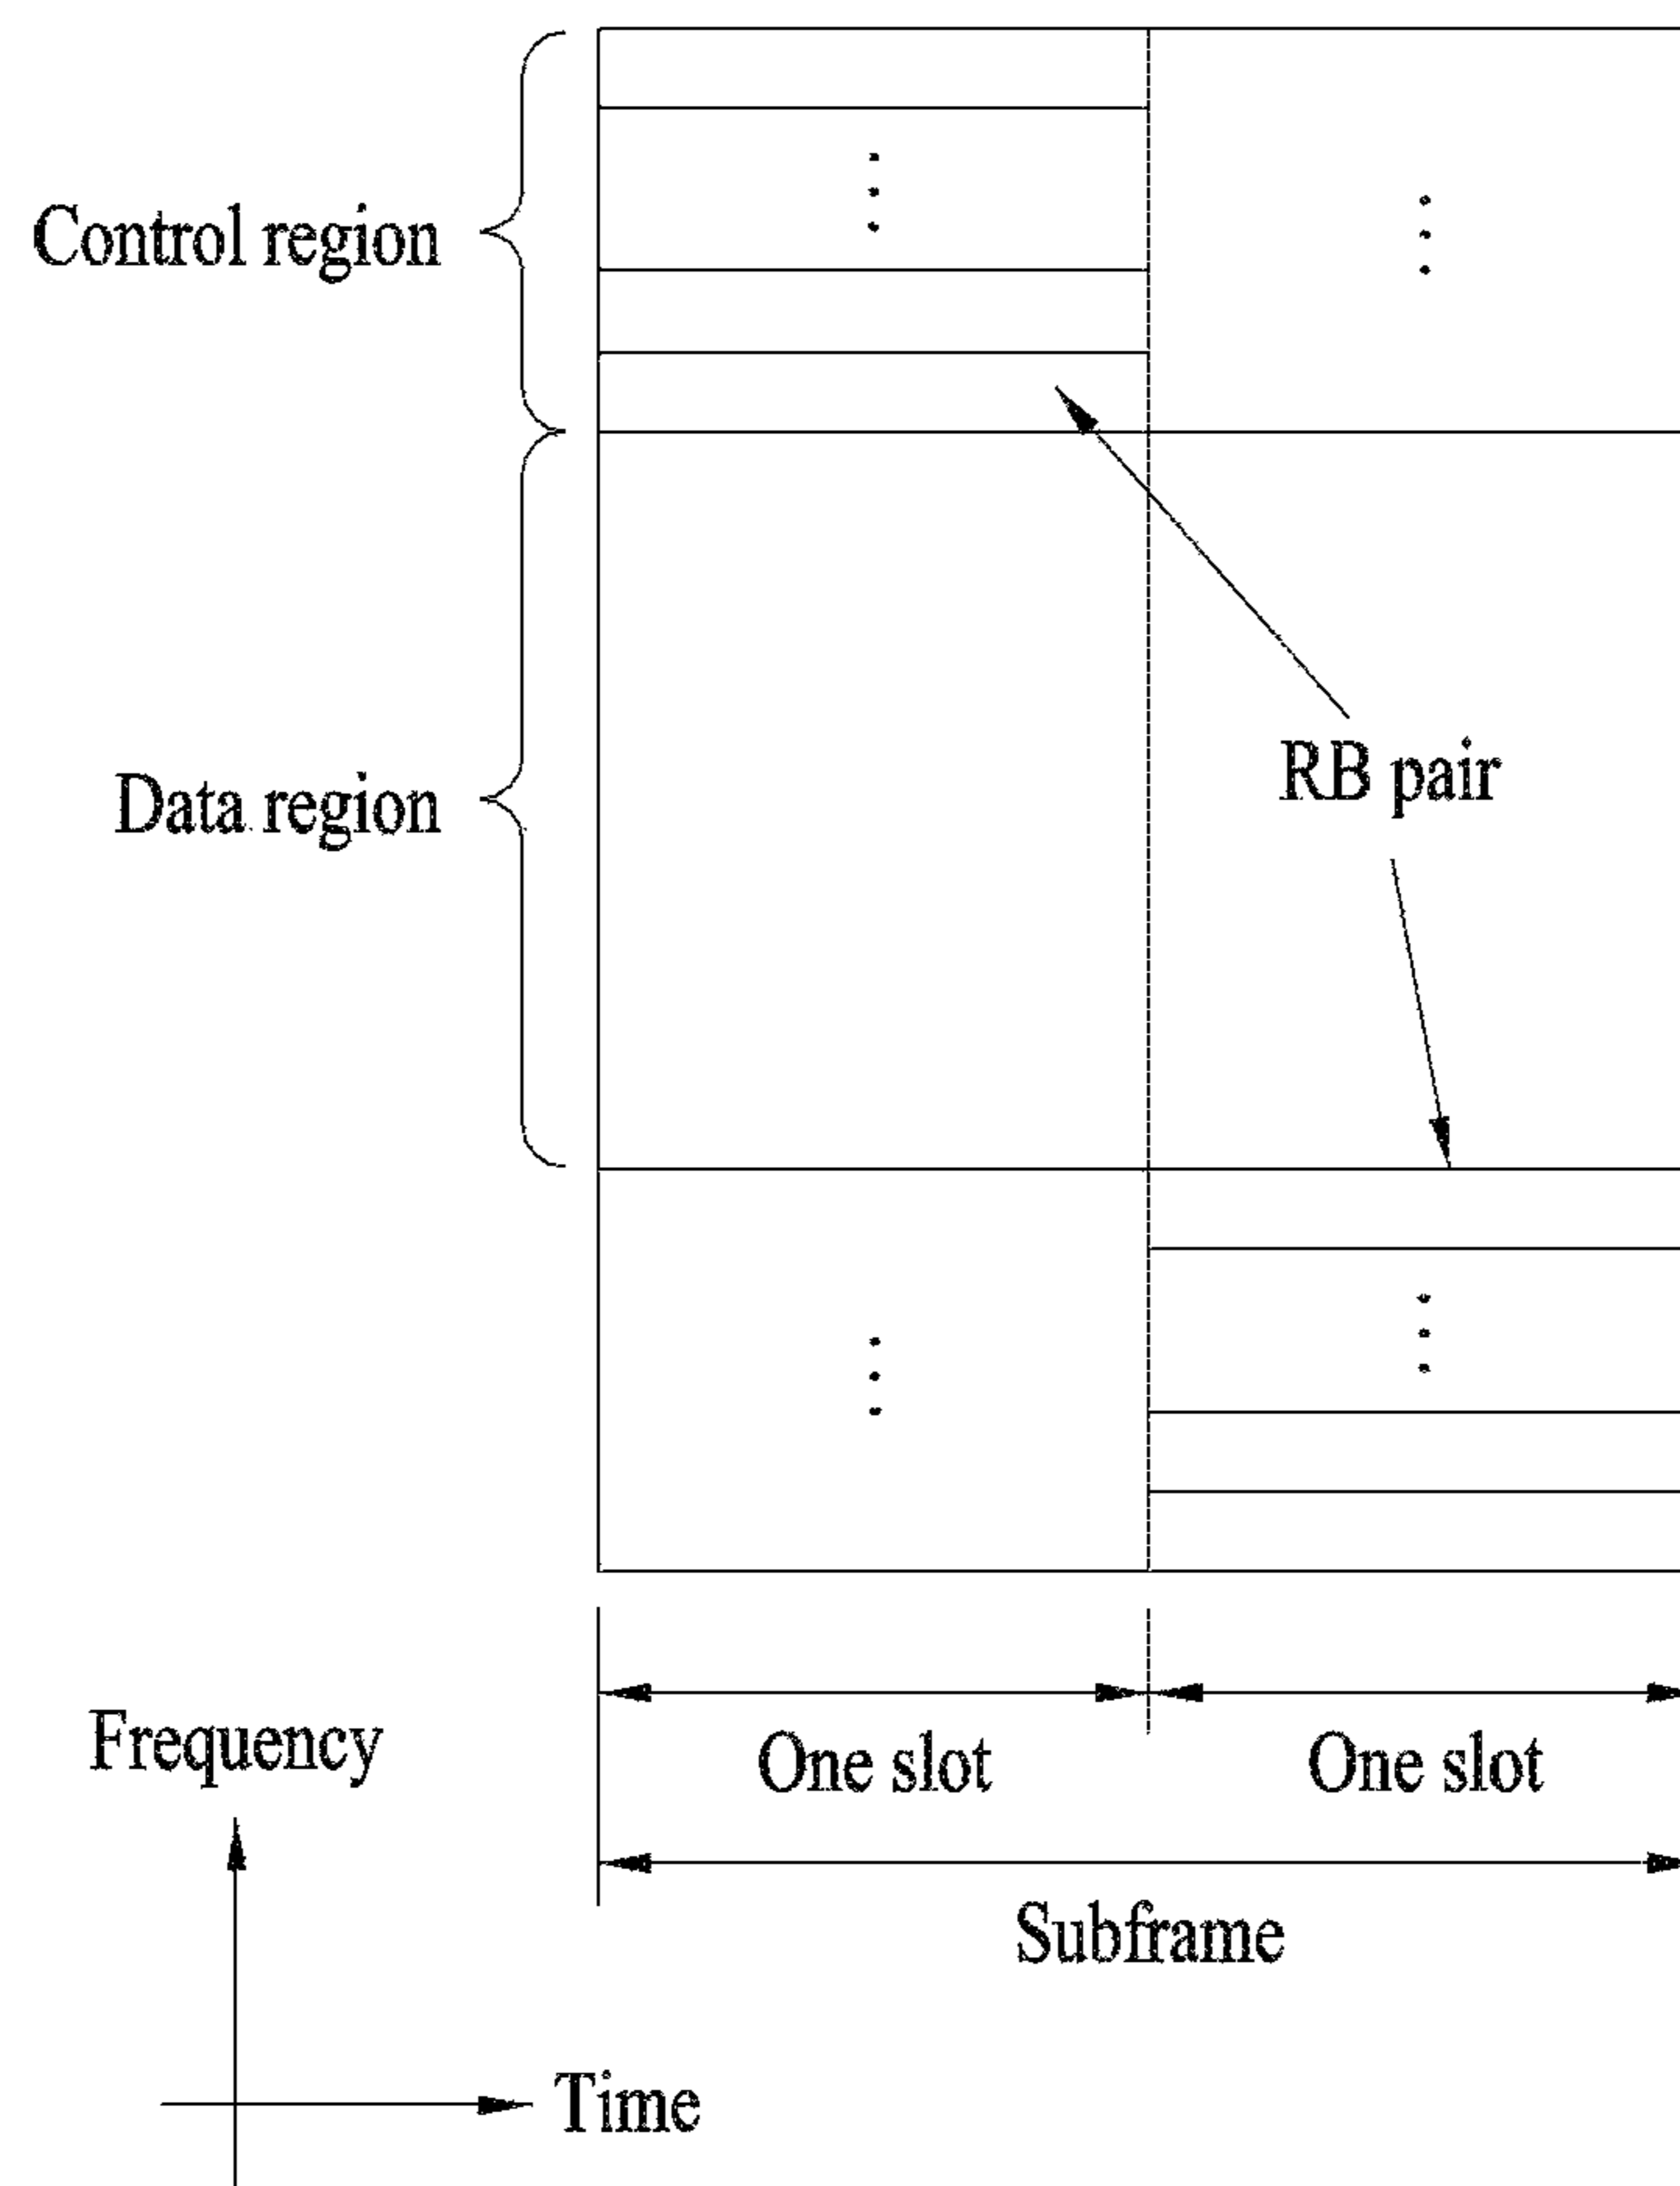 Control region
Data region
RB pair
Frequency
One slot
One slot
Subframe
Time